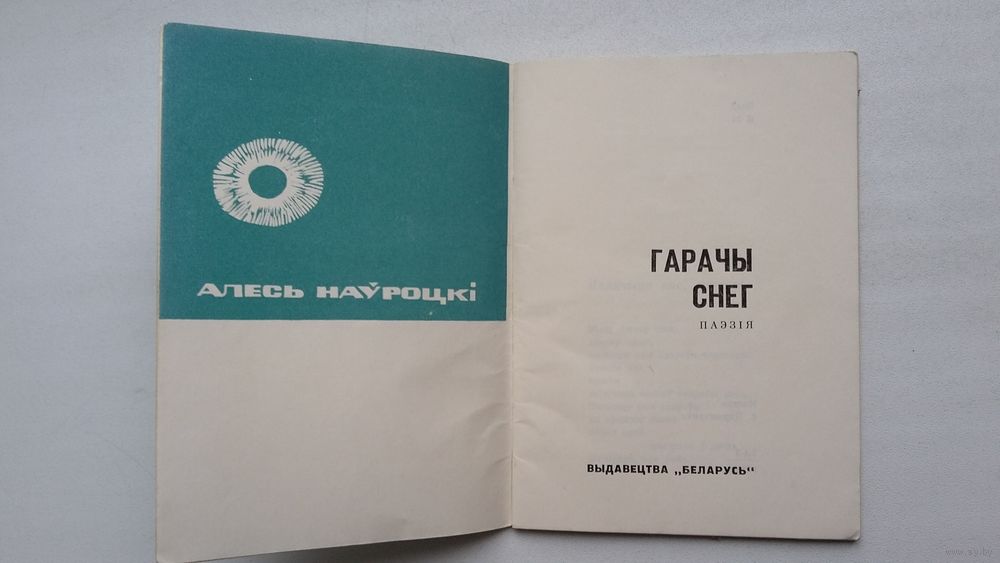 АЛЕСЬ НАЎРОЦКІ
ГАРАЧЫ
СНЕГ
ПАЭЗІЯ
ВЫДАВЕЦТВА „БЕЛАРУСЬ“